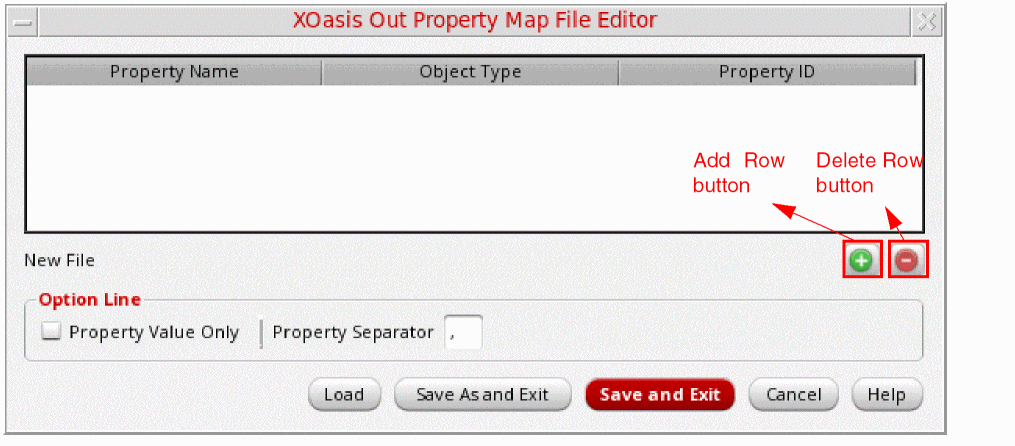 XOasis Out Property Map File Editor
Property Name Object Type Property ID
Add Row Delete Row
button button
New File
Option Line
Property Value Only Property Separator ,
Load Save As and Exit Save and Exit Cancel Help